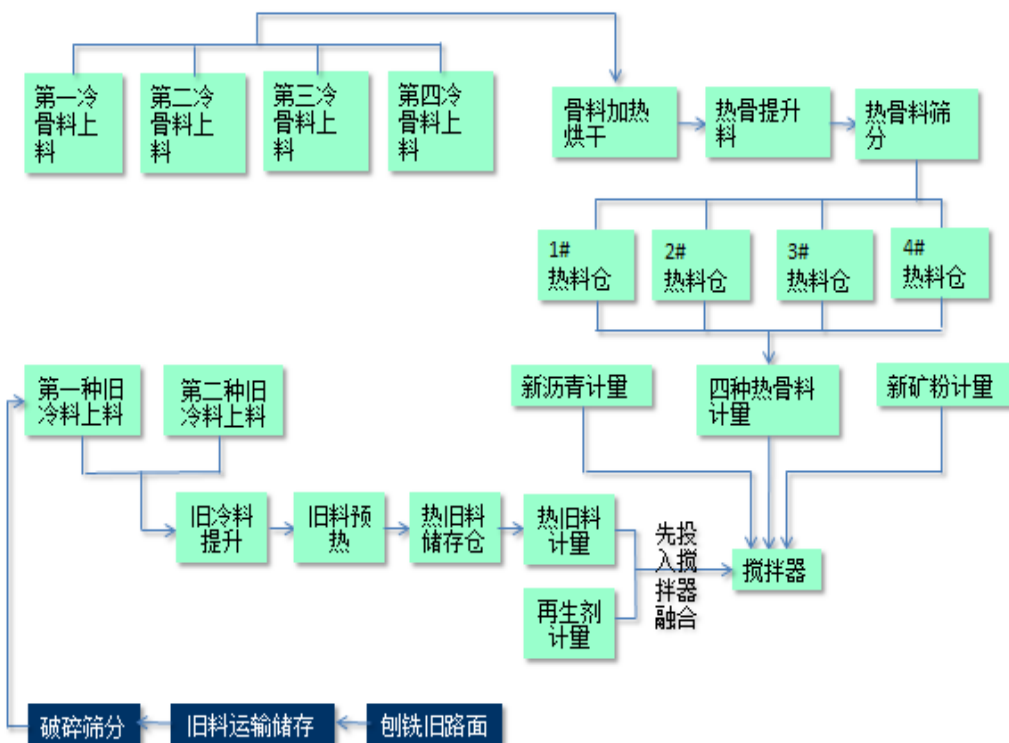 第一冷
骨料上
料
第二冷
骨料上
料
第三冷
骨料上
料
第四冷
骨料上
料
骨料加热
烘干
热骨提升
料
热骨料筛
分
1#
热料仓
2#
热料仓
3#
热料仓
4#
热料仓
第一种旧
冷料上料
第二种旧
冷料上料
新沥青计量
四种热骨料
计量
新矿粉计量
旧冷料
提升
旧料预
热
热旧料
储存仓
热旧料
计量
再生剂
计量
先投
入搅
拌器
融合
搅拌器
破碎筛分
旧料运输储存
刨铣旧路面